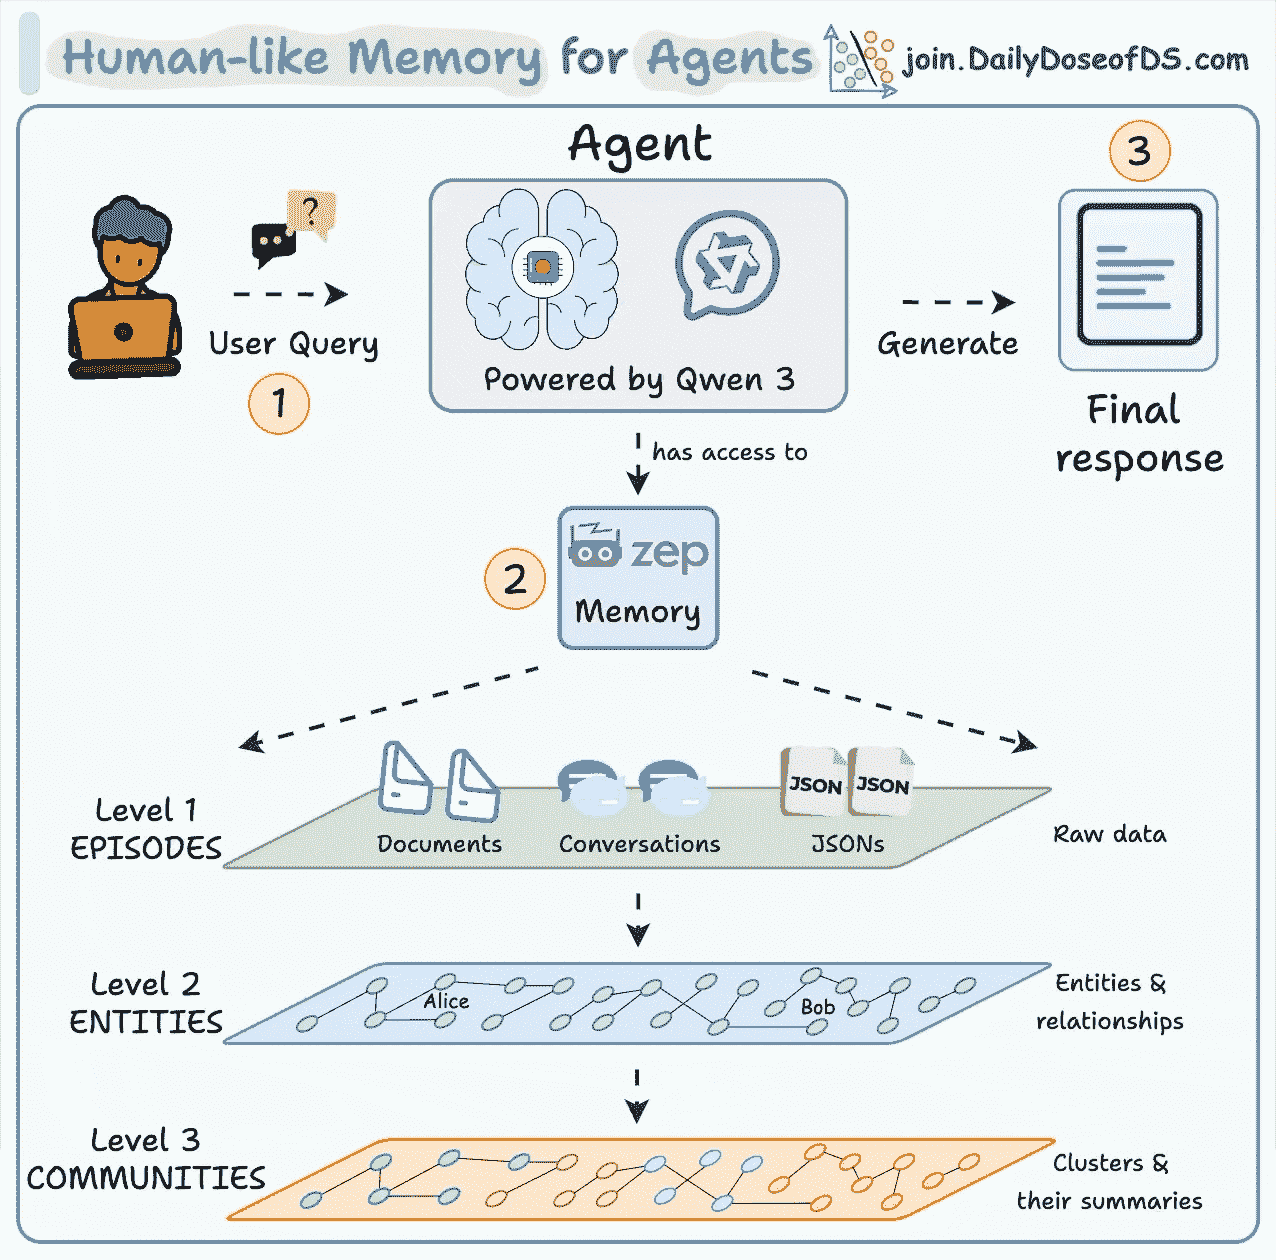 Human-like Memory for Agents
join.DailyDoseofDS.com
Agent
3
?
User Query
1
Powered by Qwen 3
Generate
Final
response
has access to
2
zep
Memory
Level 1
EPISODES
Documents
Conversations
JSON
JSON
JSONs
Raw data
Level 2
ENTITIES
Alice
Bob
Entities &
relationships
Level 3
COMMUNITIES
Clusters &
their summaries